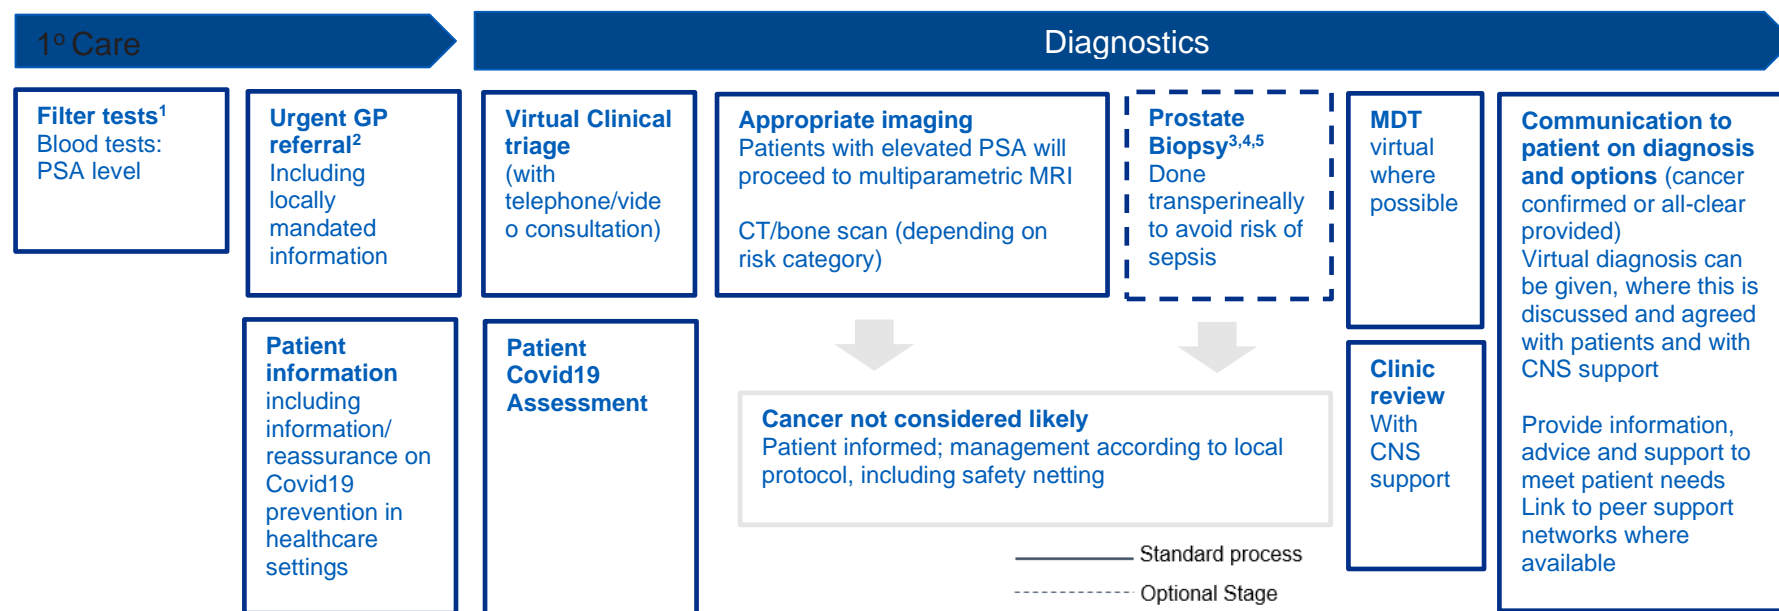 1º Care
Diagnostics
Filter tests1
Blood tests:
PSA level
Urgent GP
referral2
Including
locally
mandated
information
Patient
information
including
information/
reassurance on
Covid19
prevention in
healthcare
settings
Virtual Clinical
triage
(with
telephone/vide
o consultation)
Patient
Covid19
Assessment
Appropriate imaging
Patients with elevated PSA will
proceed to multiparametric MRI
CT/bone scan (depending on
risk category)
Prostate
Biopsy3,4,5
Done
transperineally
to avoid risk of
sepsis
Cancer not considered likely
Patient informed; management according to local
protocol, including safety netting
MDT
virtual
where
possible
Clinic
review
With
CNS
support
Communication to
patient on diagnosis
and options (cancer
confirmed or all-clear
provided)
Virtual diagnosis can
be given, where this is
discussed and agreed
with patients and with
CNS support
Provide information,
advice and support to
meet patient needs
Link to peer support
networks where
available
Standard process
Optional Stage